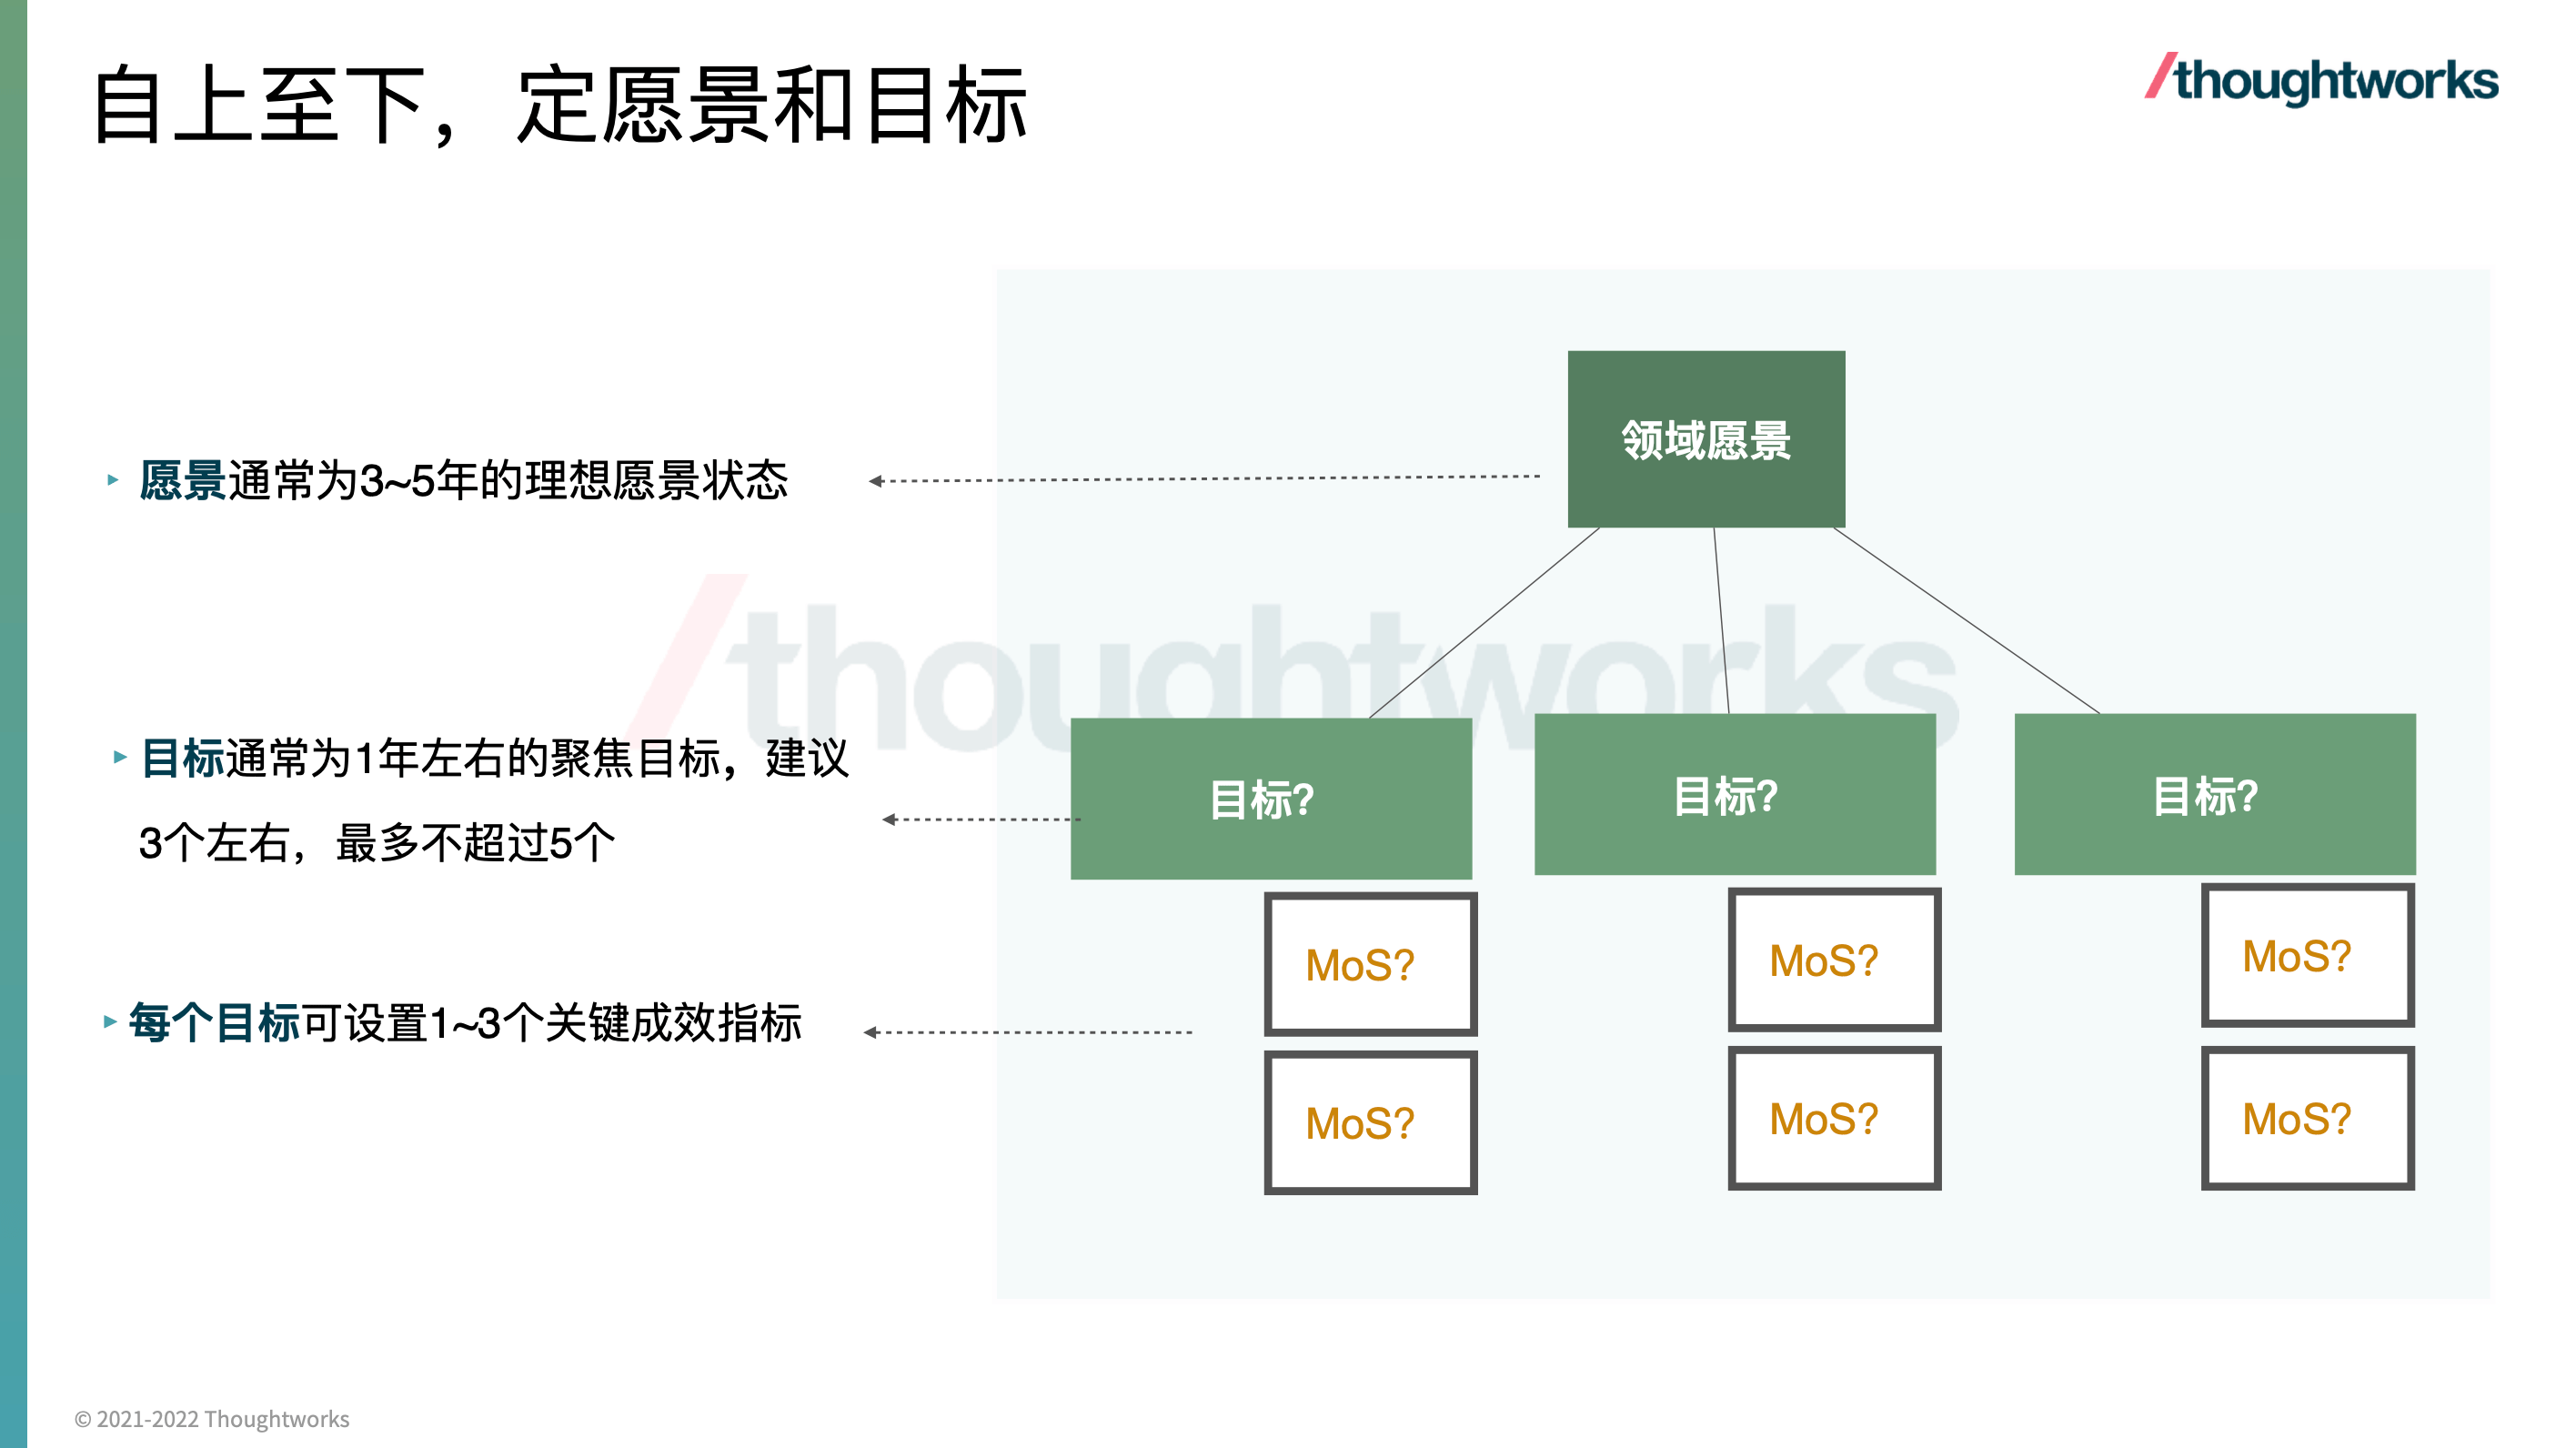 自上至下，定愿景和目标
/thoughtworks
领域愿景
愿景通常为3~5年的理想愿景状态
/thoughtworks
目标通常为1年左右的聚焦目标，建议
3个左右，最多不超过5个
目标?
目标?
目标?
每个目标可设置1~3个关键成效指标
MoS?
MoS?
MoS?
MoS?
MoS?
MoS?
© 2021-2022 Thoughtworks